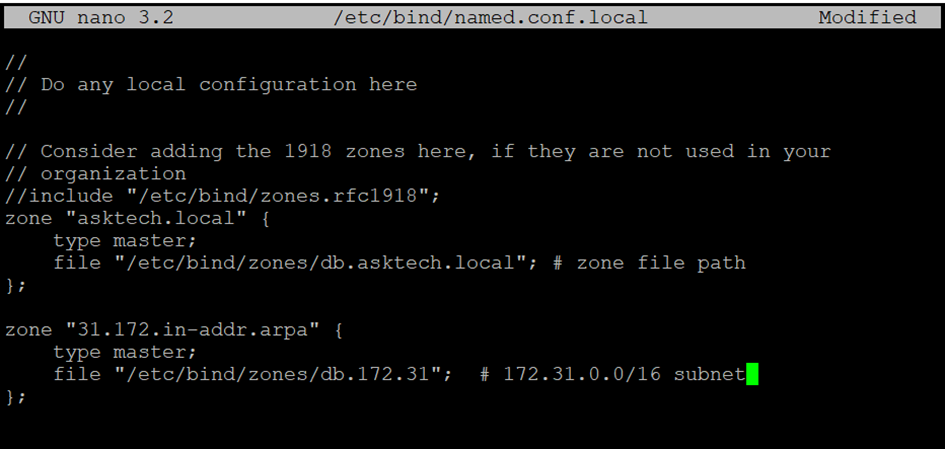 GNU nano 3.2 /etc/bind/named.conf.local Modified
//
// Do any local configuration here
//
// Consider adding the 1918 zones here, if they are not used in your
// organization
//include "/etc/bind/zones.rfc1918";
zone "asktech.local" {
    type master;
    file "/etc/bind/zones/db.asktech.local"; # zone file path
};
zone "31.172.in-addr.arpa" {
    type master;
    file "/etc/bind/zones/db.172.31";  # 172.31.0.0/16 subnet
};